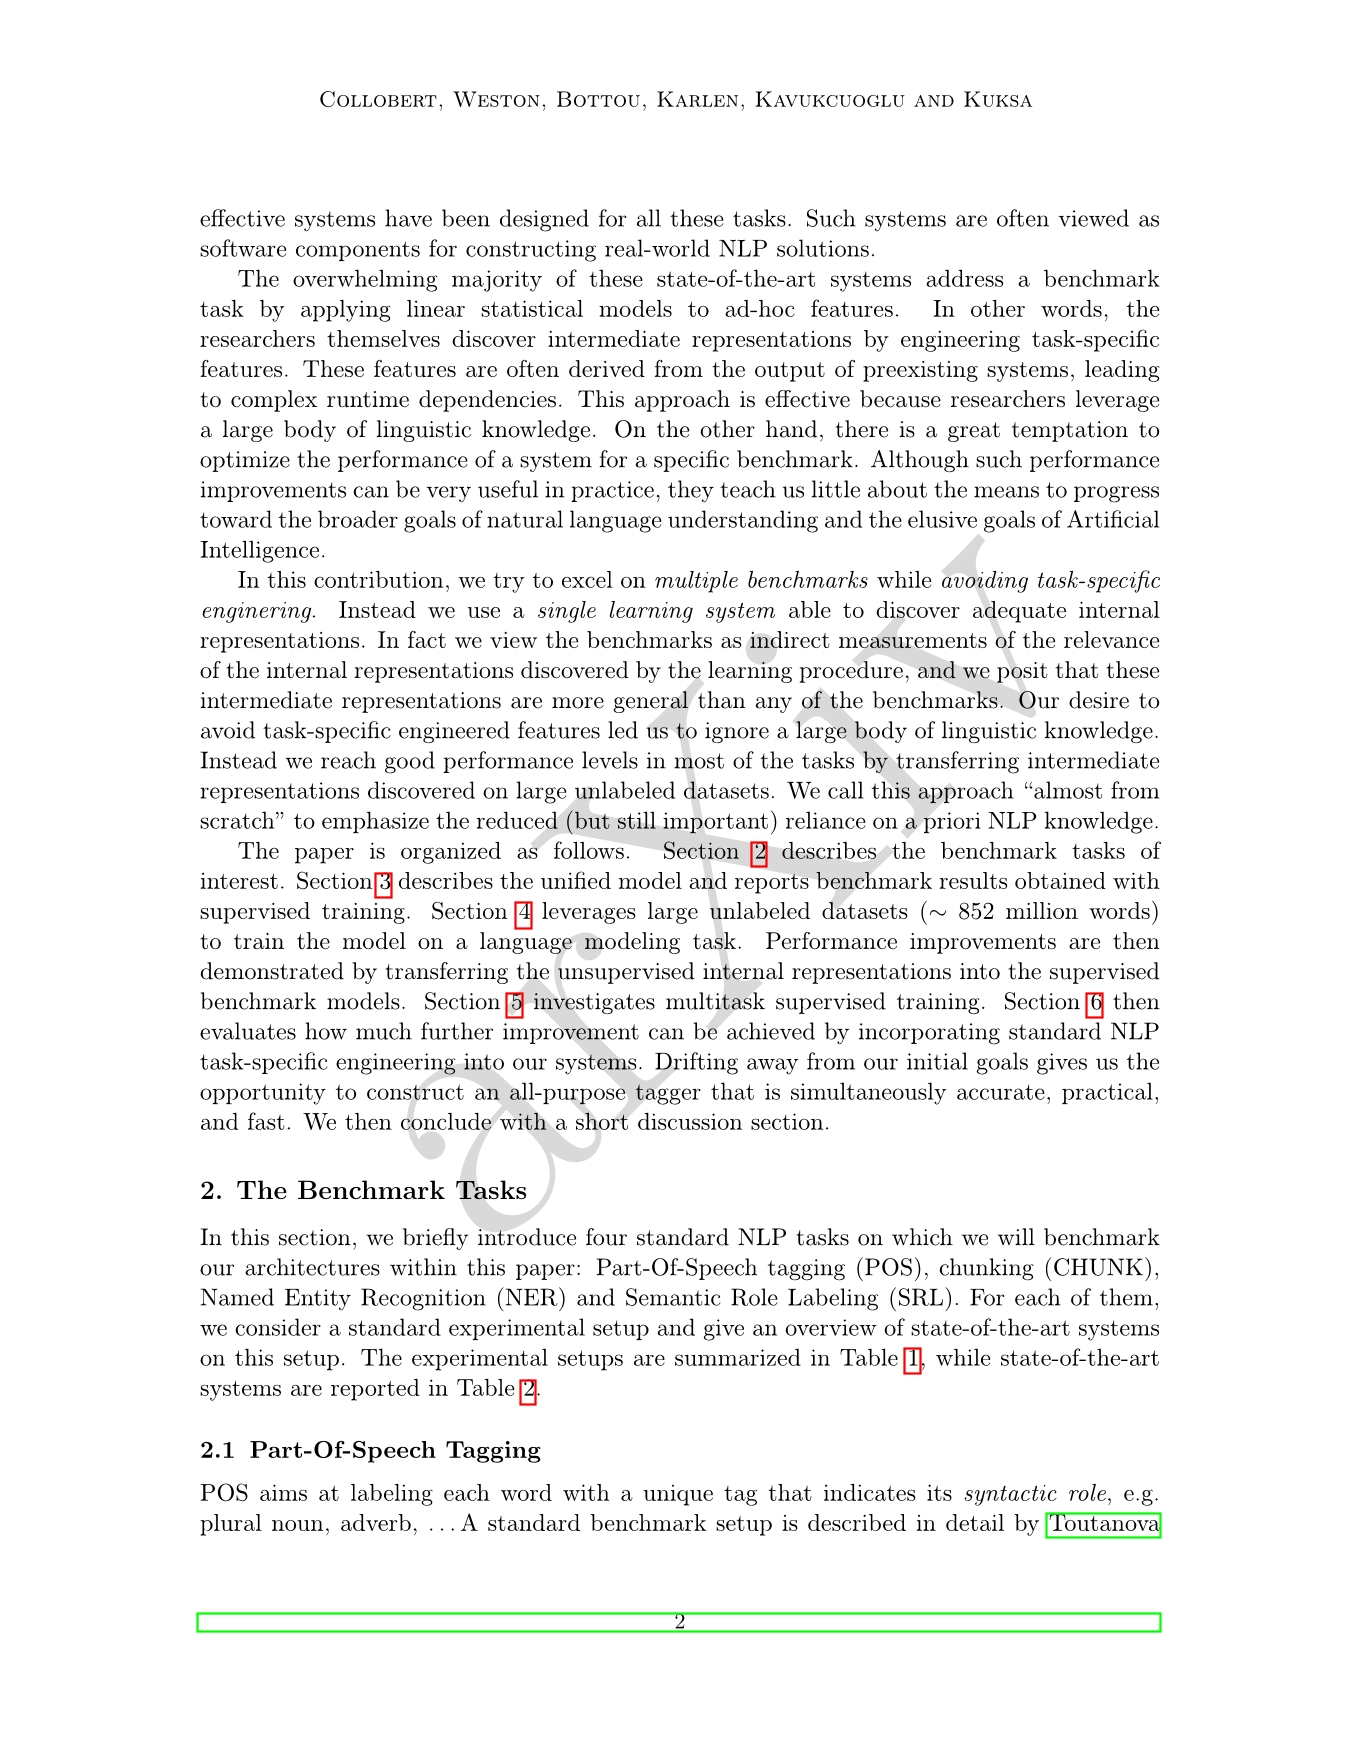 Collobert, Weston, Bottou, Karlen, Kavukcuoglu and Kuksa
effective systems have been designed for all these tasks. Such systems are often viewed as
software components for constructing real-world NLP solutions.
The overwhelming majority of these state-of-the-art systems address a benchmark
task by applying linear statistical models to ad-hoc features. In other words, the
researchers themselves discover intermediate representations by engineering task-specific
features. These features are often derived from the output of preexisting systems, leading
to complex runtime dependencies. This approach is effective because researchers leverage
a large body of linguistic knowledge. On the other hand, there is a great temptation to
optimize the performance of a system for a specific benchmark. Although such performance
improvements can be very useful in practice, they teach us little about the means to progress
toward the broader goals of natural language understanding and the elusive goals of Artificial
Intelligence.
In this contribution, we try to excel on multiple benchmarks while avoiding task-specific
enginering. Instead we use a single learning system able to discover adequate internal
representations. In fact we view the benchmarks as indirect measurements of the relevance
of the internal representations discovered by the learning procedure, and we posit that these
intermediate representations are more general than any of the benchmarks. Our desire to
avoid task-specific engineered features led us to ignore a large body of linguistic knowledge.
Instead we reach good performance levels in most of the tasks by transferring intermediate
representations discovered on large unlabeled datasets. We call this approach “almost from
scratch” to emphasize the reduced (but still important) reliance on a priori NLP knowledge.
The paper is organized as follows. Section 2 describes the benchmark tasks of
interest. Section 3 describes the unified model and reports benchmark results obtained with
supervised training. Section 4 leverages large unlabeled datasets (∼ 852 million words)
to train the model on a language modeling task. Performance improvements are then
demonstrated by transferring the unsupervised internal representations into the supervised
benchmark models. Section 5 investigates multitask supervised training. Section 6 then
evaluates how much further improvement can be achieved by incorporating standard NLP
task-specific engineering into our systems. Drifting away from our initial goals gives us the
opportunity to construct an all-purpose tagger that is simultaneously accurate, practical,
and fast. We then conclude with a short discussion section.
2. The Benchmark Tasks
In this section, we briefly introduce four standard NLP tasks on which we will benchmark
our architectures within this paper: Part-Of-Speech tagging (POS), chunking (CHUNK),
Named Entity Recognition (NER) and Semantic Role Labeling (SRL). For each of them,
we consider a standard experimental setup and give an overview of state-of-the-art systems
on this setup. The experimental setups are summarized in Table 1, while state-of-the-art
systems are reported in Table 2.
2.1 Part-Of-Speech Tagging
POS aims at labeling each word with a unique tag that indicates its syntactic role, e.g.
plural noun, adverb, ... A standard benchmark setup is described in detail by Toutanova
2
arXiv